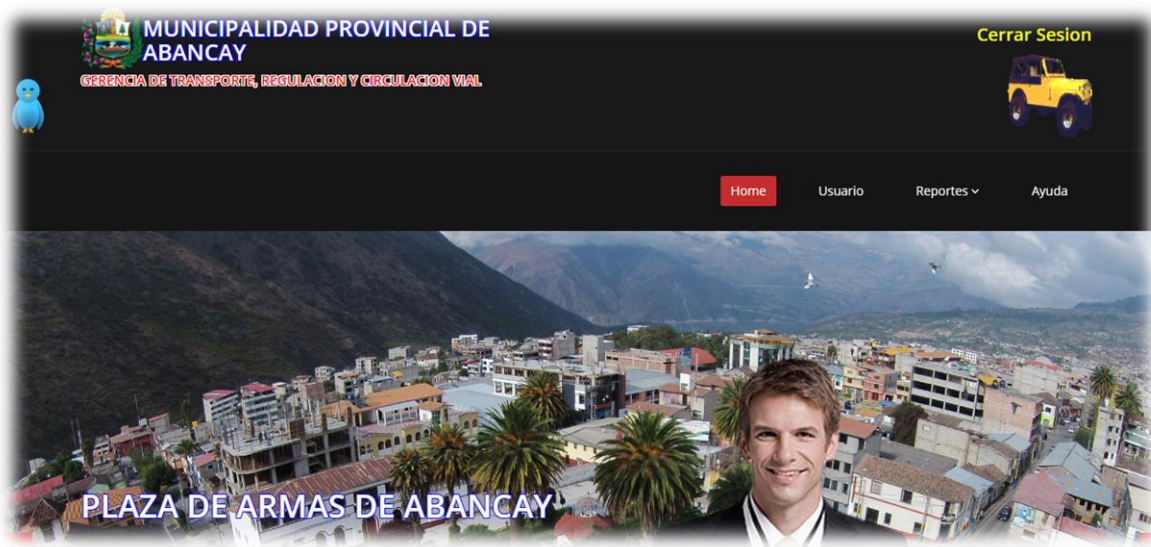 MUNICIPALIDAD PROVINCIAL DE
ABANCAY
GERENCIA DE TRANSPORTE, REGULACION Y CIRCULACION VIAL
Cerrar Sesion
Home
Usuario
Reportes
Ayuda
PLAZA DE ARMAS DE ABANCAY